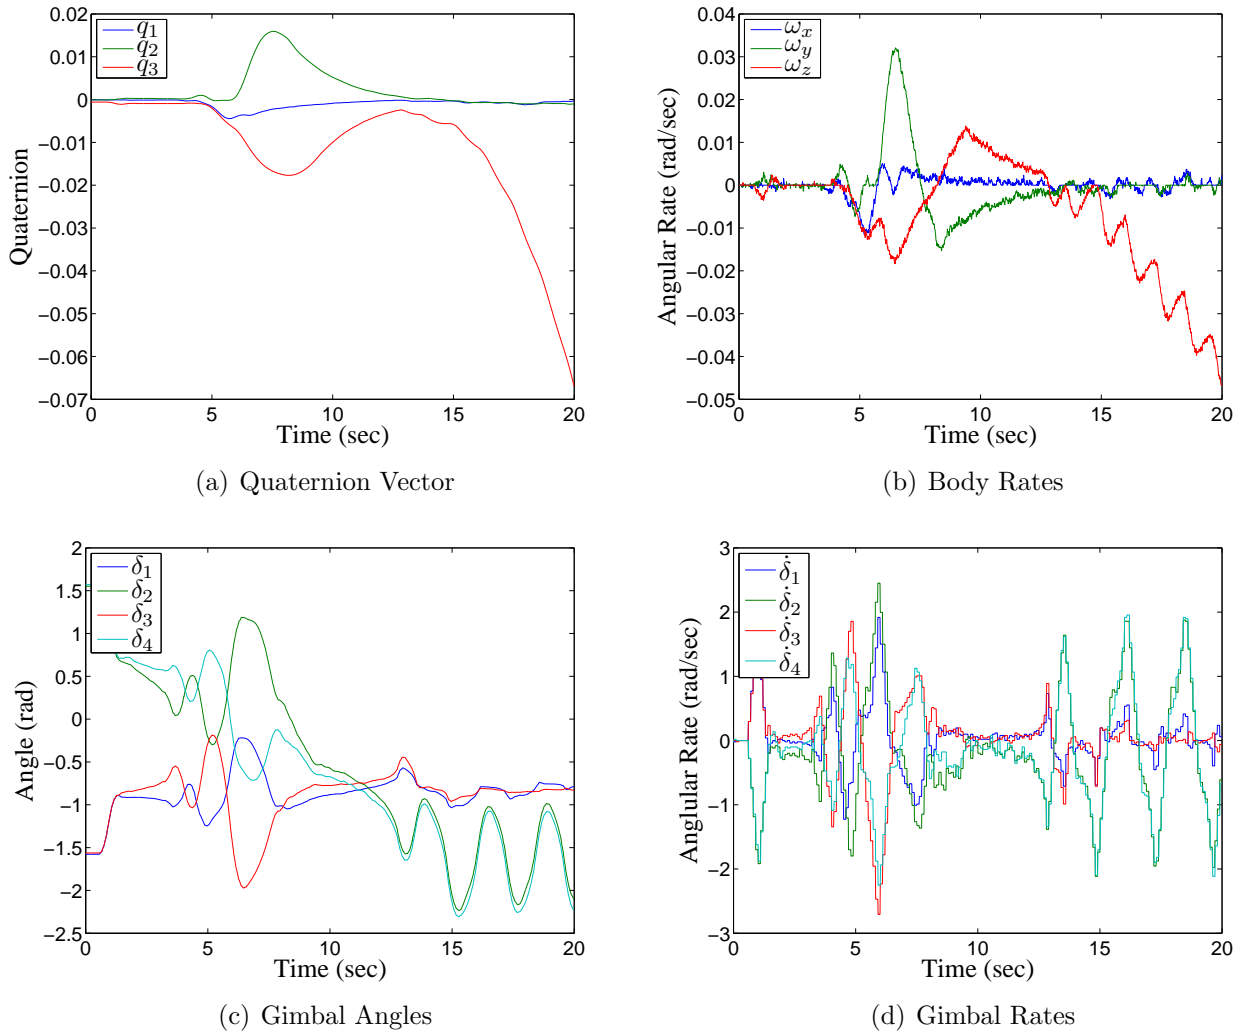 0.02
0.01
0
−0.01
−0.02
−0.03
−0.04
−0.05
−0.06
−0.07
0 5 10 15 20
Quaternion
Time (sec)
q1
q2
q3
(a) Quaternion Vector
0.04
0.03
0.02
0.01
0
−0.01
−0.02
−0.03
−0.04
−0.05
0 5 10 15 20
Angular Rate (rad/sec)
Time (sec)
ωx
ωy
ωz
(b) Body Rates
2
1.5
1
0.5
0
−0.5
−1
−1.5
−2
−2.5
0 5 10 15 20
Angle (rad)
Time (sec)
δ1
δ2
δ3
δ4
(c) Gimbal Angles
3
2
1
0
−1
−2
−3
0 5 10 15 20
Anglular Rate (rad/sec)
Time (sec)
δ̇1
δ̇2
δ̇3
δ̇4
(d) Gimbal Rates